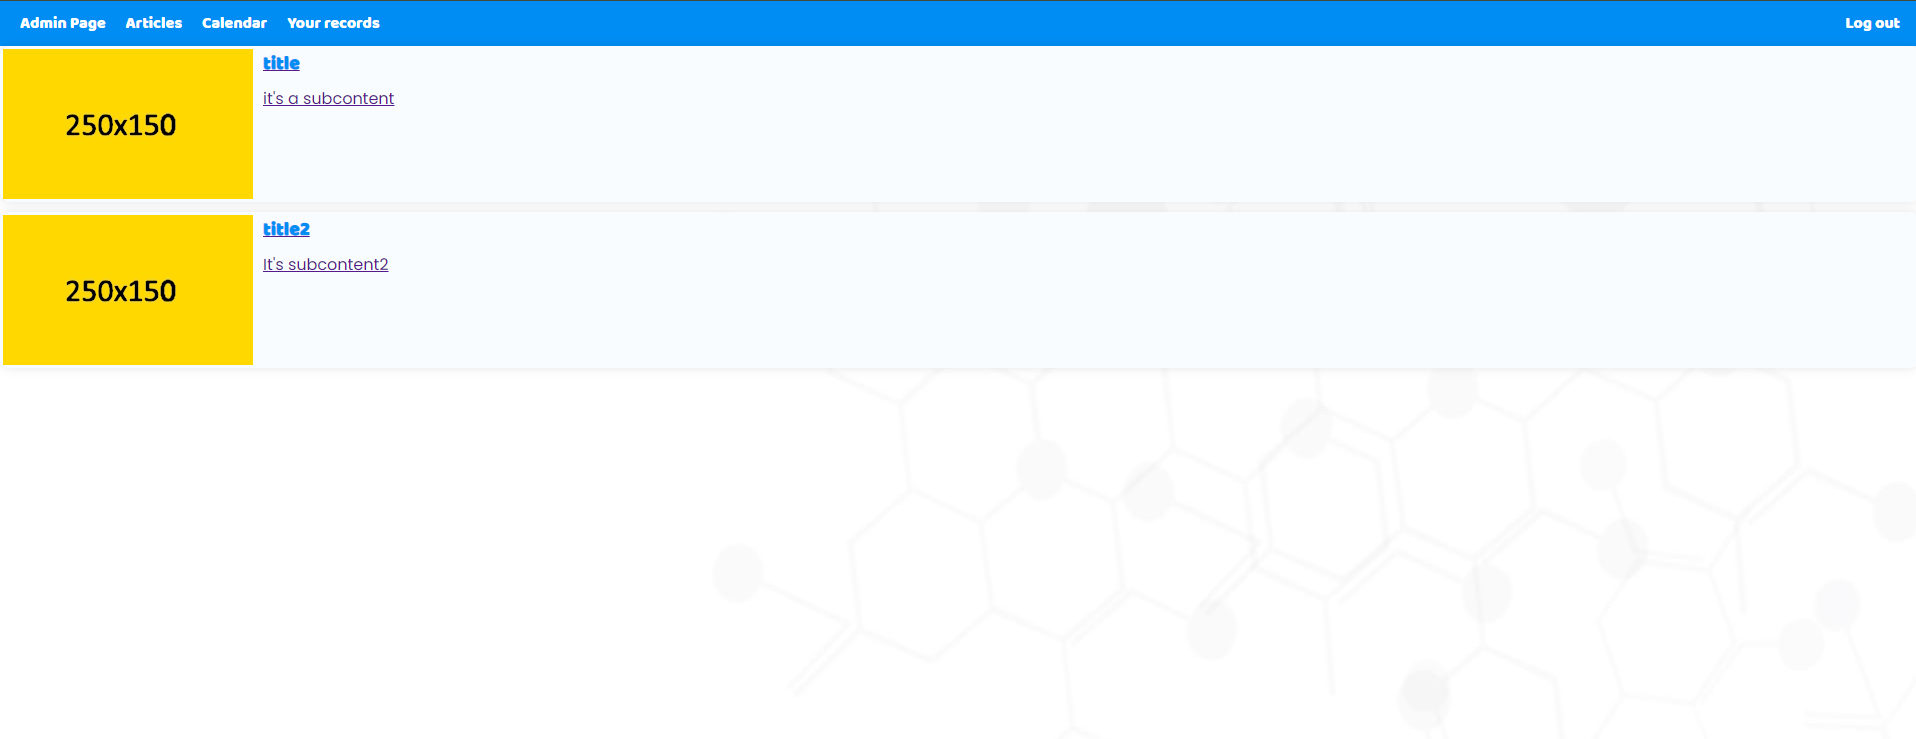 Admin Page Articles Calendar Your records Log out
250x150
title
it's a subcontent
250x150
title2
It's subcontent2